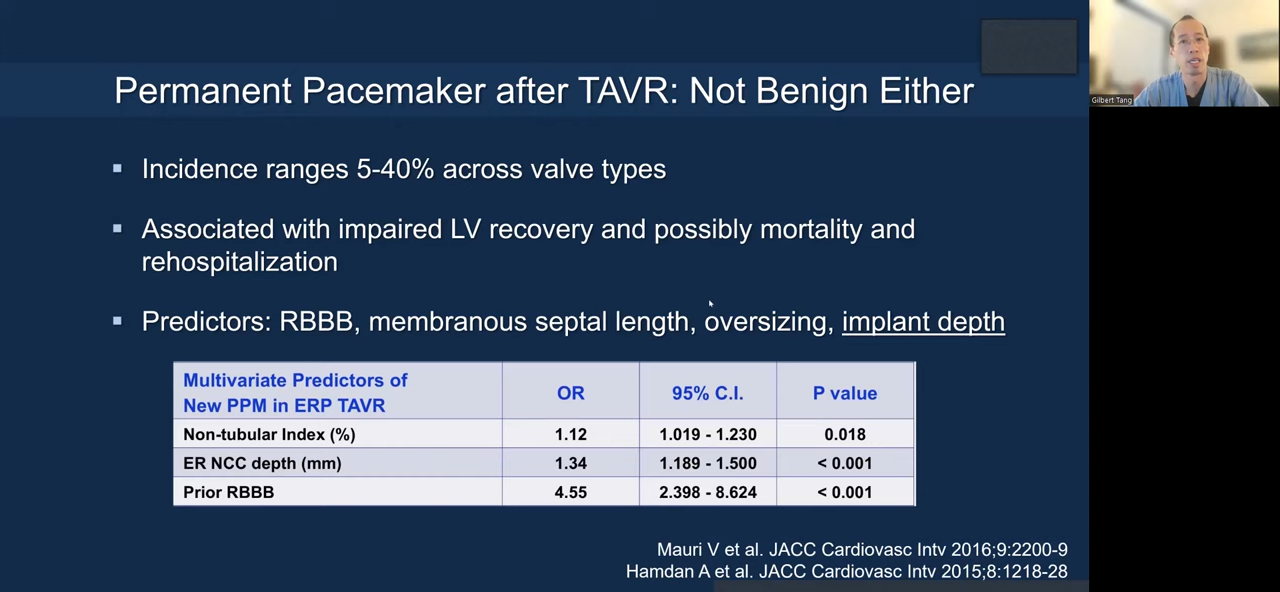 Permanent Pacemaker after TAVR: Not Benign Either
Gilbert Tang
▪ Incidence ranges 5-40% across valve types
▪ Associated with impaired LV recovery and possibly mortality and
rehospitalization
▪ Predictors: RBBB, membranous septal length, oversizing, implant depth
Multivariate Predictors of
New PPM in ERP TAVR
OR
95% C.I.
P value
Non-tubular Index (%) 1.12 1.019 - 1.230 0.018
ER NCC depth (mm) 1.34 1.189 - 1.500 < 0.001
Prior RBBB 4.55 2.398 - 8.624 < 0.001
Mauri V et al. JACC Cardiovasc Intv 2016;9:2200-9
Hamdan A et al. JACC Cardiovasc Intv 2015;8:1218-28